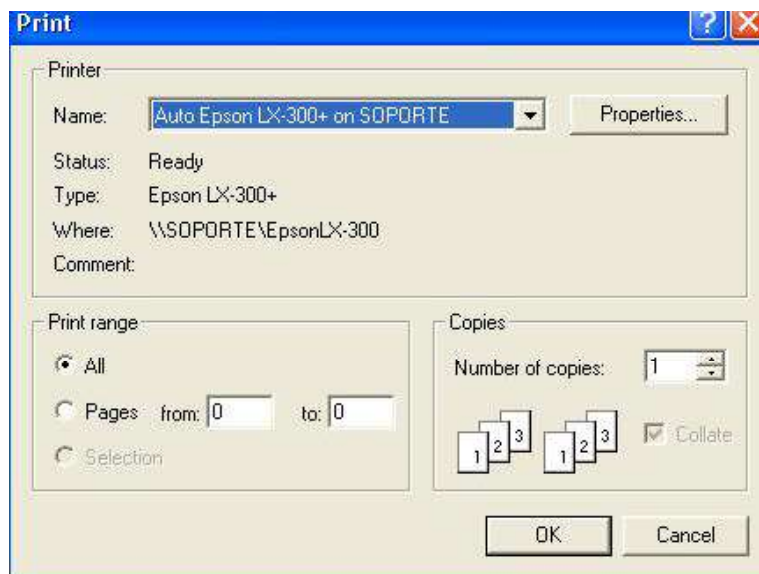 Print
Printer
Name: Auto Epson LX-300+ on SOPORTE Properties...
Status: Ready
Type: Epson LX-300+
Where: \\SOPORTE\EpsonLX-300
Comment:
Print range
All
Pages from: 0 to: 0
Selection
Copies
Number of copies: 1
1 2 3 1 2 3 Collate
OK Cancel